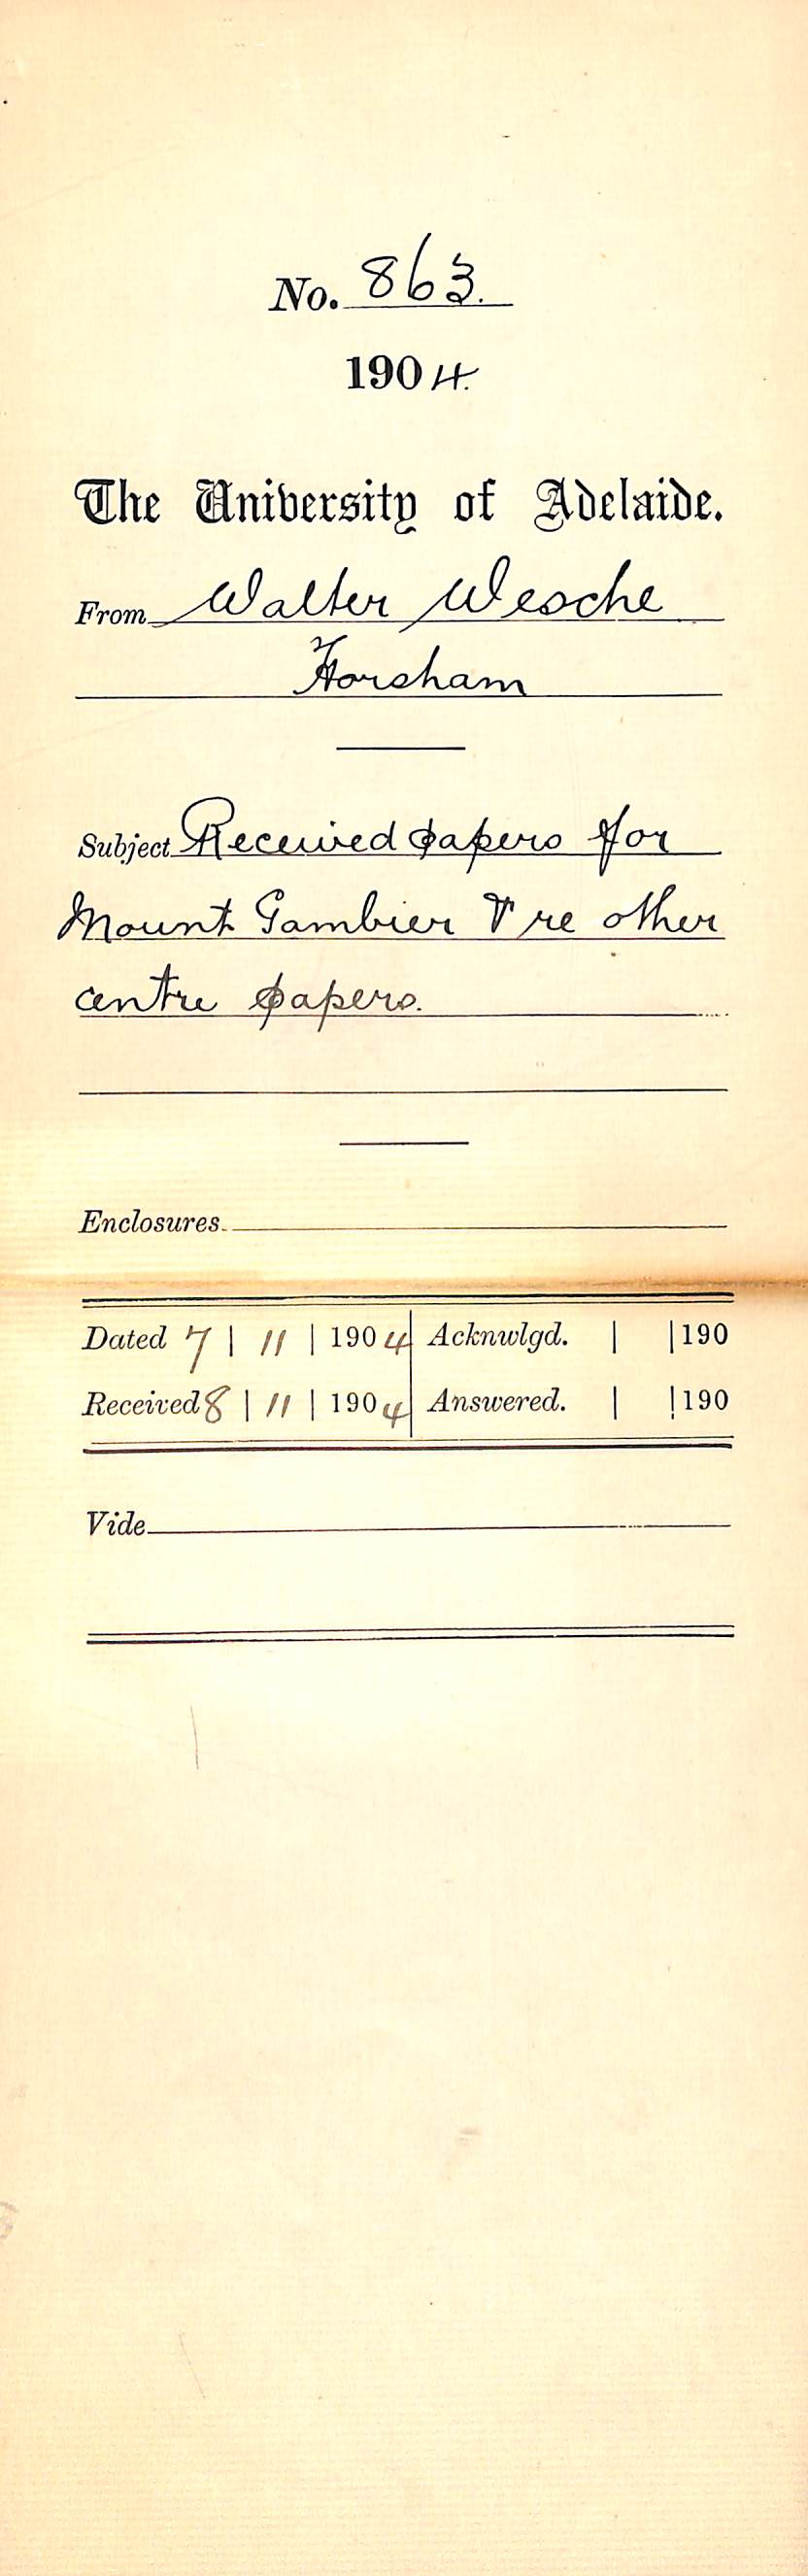 No. 863.
1904.
The University of Adelaide.
From Walter Wesche
Horsham
Subject Received papers for
Mount Gambier & re other
centre papers.
Enclosures
Dated 7 | 11 | 1904 Acknwlgd. | | 190
Received 8 | 11 | 1904 Answered. | | 190
Vide